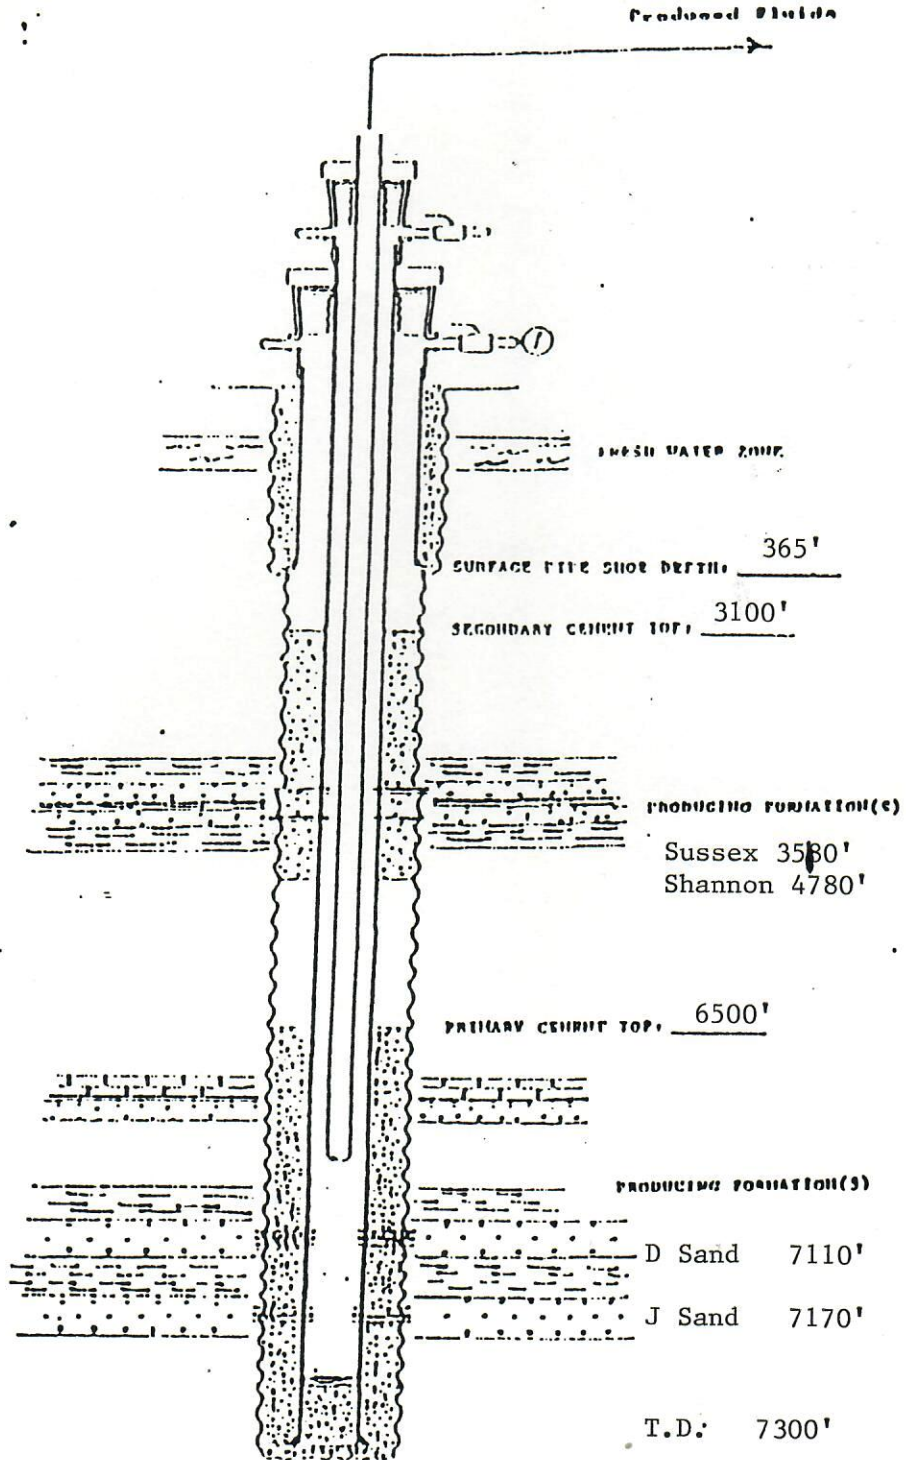 Produced Fluids
FRESH WATER ZONE
SURFACE PIPE SHOE DEPTH: 365'
SECONDARY CEMENT TOP: 3100'
PRODUCING FORMATION(S)
Sussex 3580'
Shannon 4780'
PRIMARY CEMENT TOP: 6500'
PRODUCING FORMATION(S)
D Sand 7110'
J Sand 7170'
T.D.: 7300'